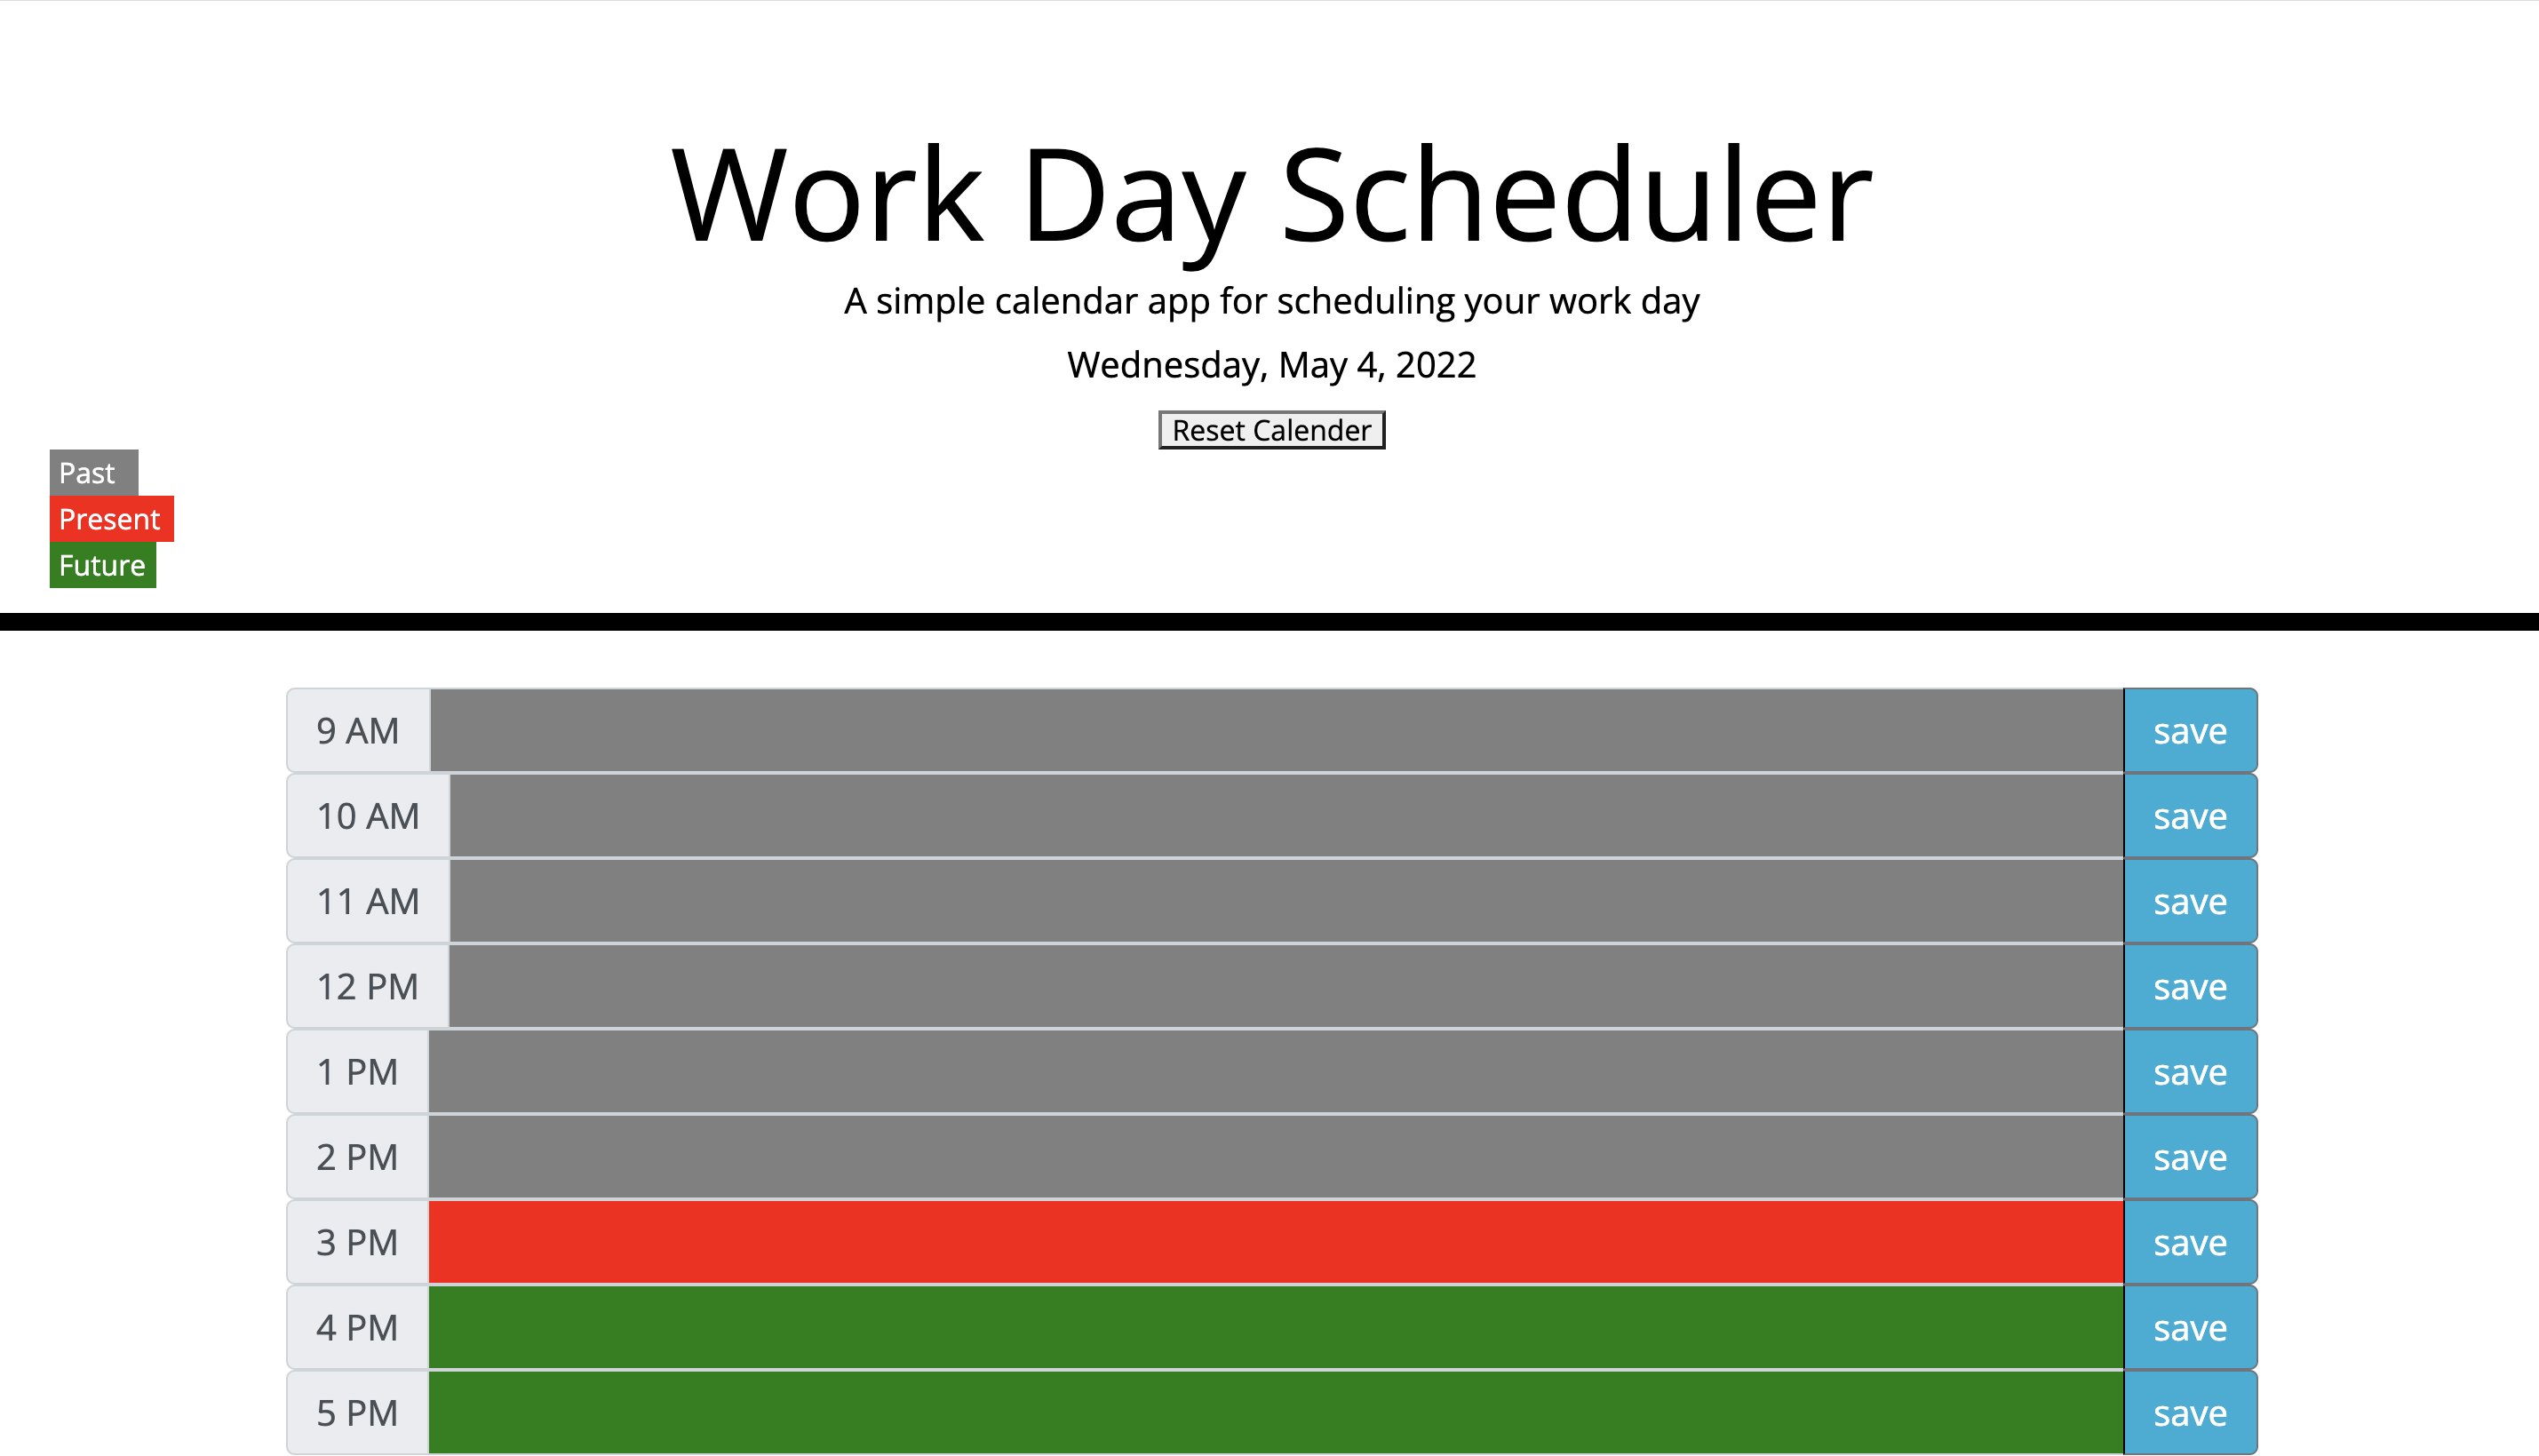 Work Day Scheduler
A simple calendar app for scheduling your work day
Wednesday, May 4, 2022
Reset Calender
Past
Present
Future
9 AM save
10 AM save
11 AM save
12 PM save
1 PM save
2 PM save
3 PM save
4 PM save
5 PM save